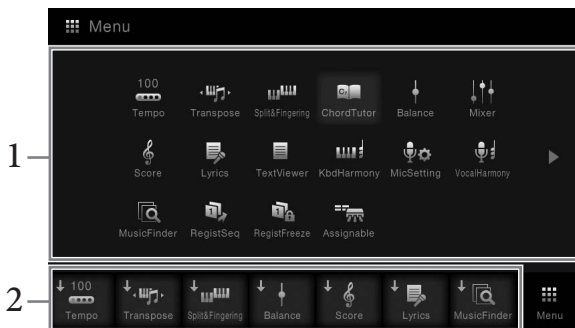 Menu
1
100
Tempo Transpose Split&Fingering ChordTutor Balance Mixer
Score Lyrics TextViewer KbdHarmony MicSetting VocalHarmony
MusicFinder RegistSeq RegistFreeze Assignable
2
100
Tempo Transpose Split&Fingering Balance Score Lyrics MusicFinder Menu